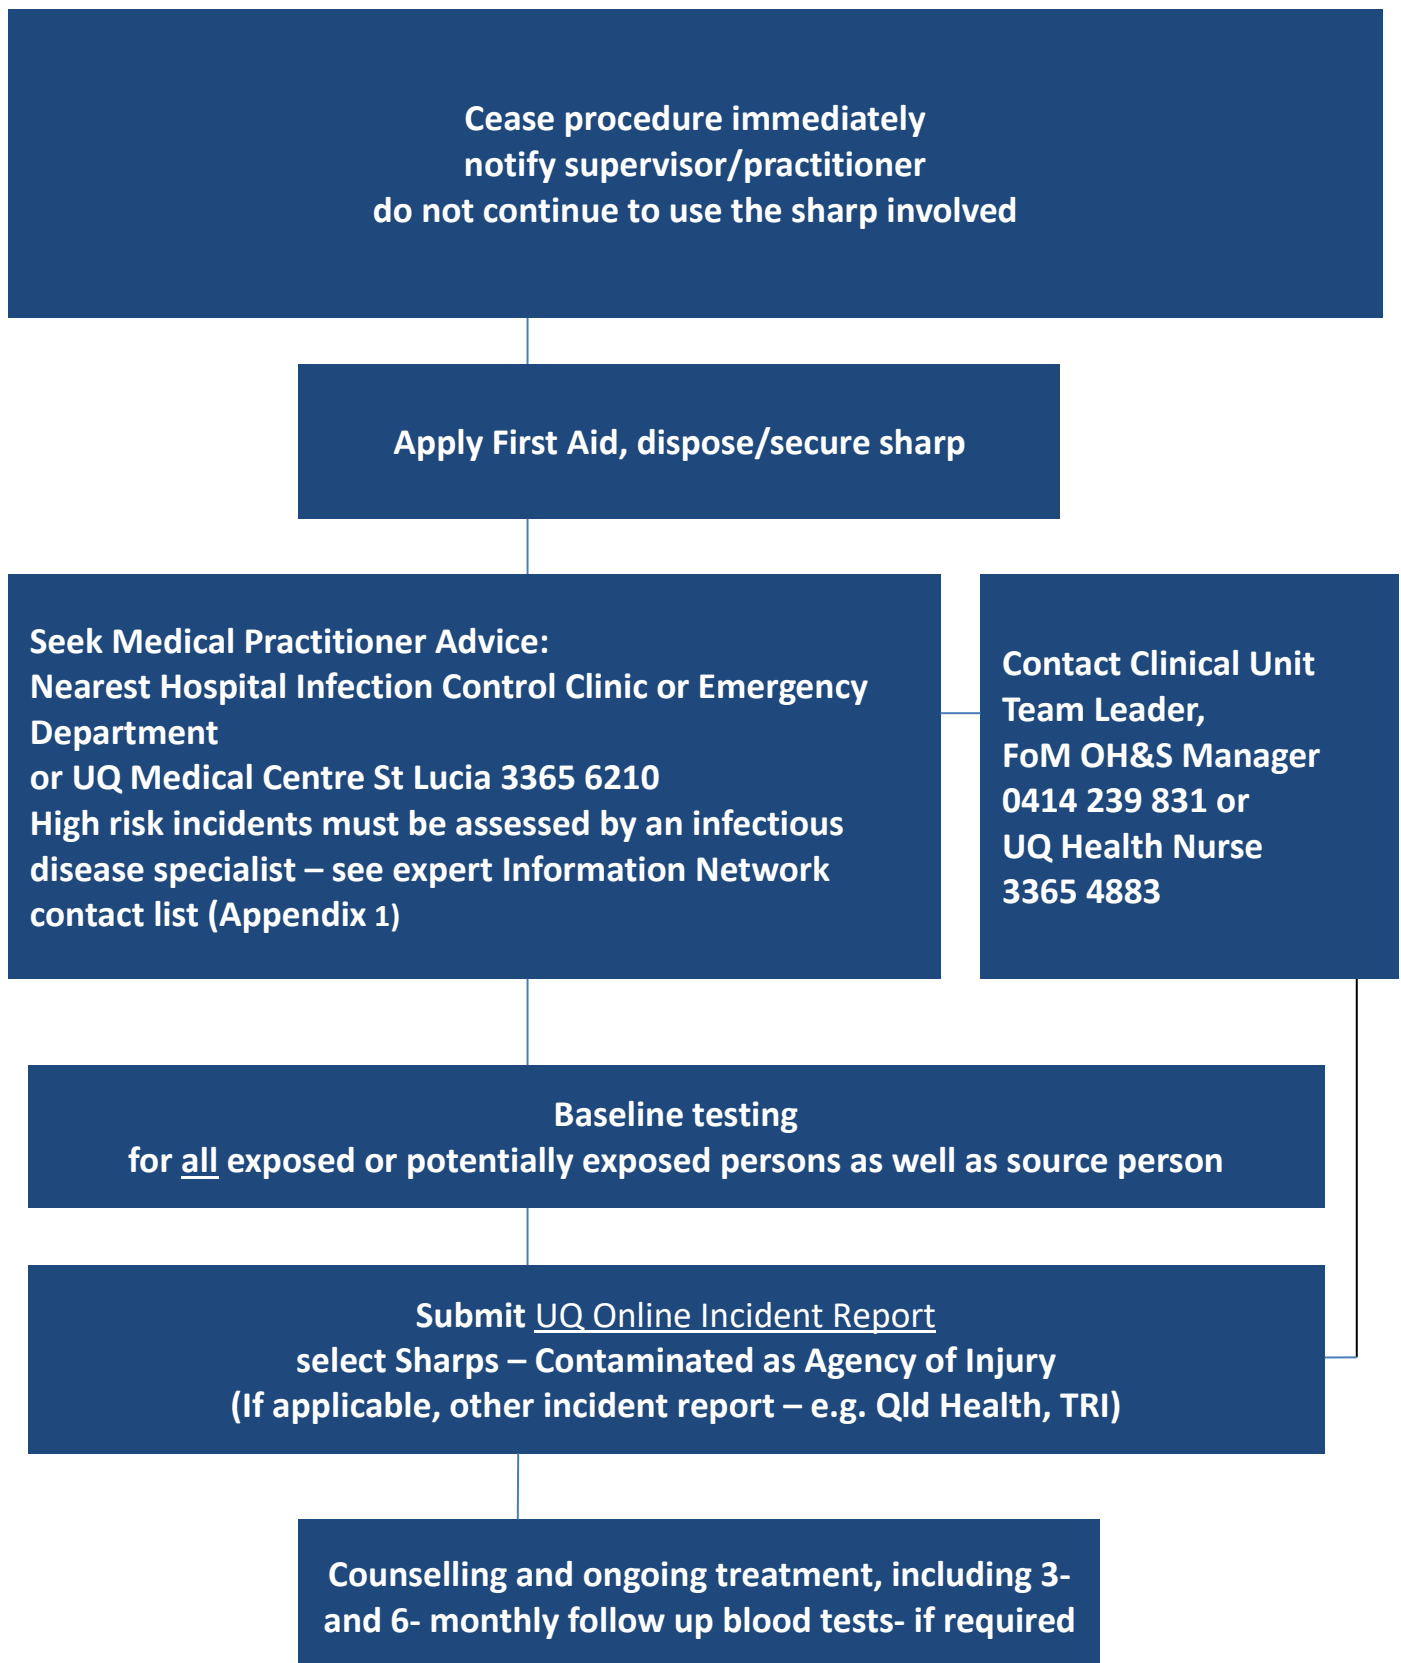 Cease procedure immediately
notify supervisor/practitioner
do not continue to use the sharp involved
Apply First Aid, dispose/secure sharp
Seek Medical Practitioner Advice:
Nearest Hospital Infection Control Clinic or Emergency
Department
or UQ Medical Centre St Lucia 3365 6210
High risk incidents must be assessed by an infectious
disease specialist – see expert Information Network
contact list (Appendix 1)
Contact Clinical Unit
Team Leader,
FoM OH&S Manager
0414 239 831 or
UQ Health Nurse
3365 4883
Baseline testing
for all exposed or potentially exposed persons as well as source person
Submit UQ Online Incident Report
select Sharps – Contaminated as Agency of Injury
(If applicable, other incident report – e.g. Qld Health, TRI)
Counselling and ongoing treatment, including 3-
and 6- monthly follow up blood tests- if required